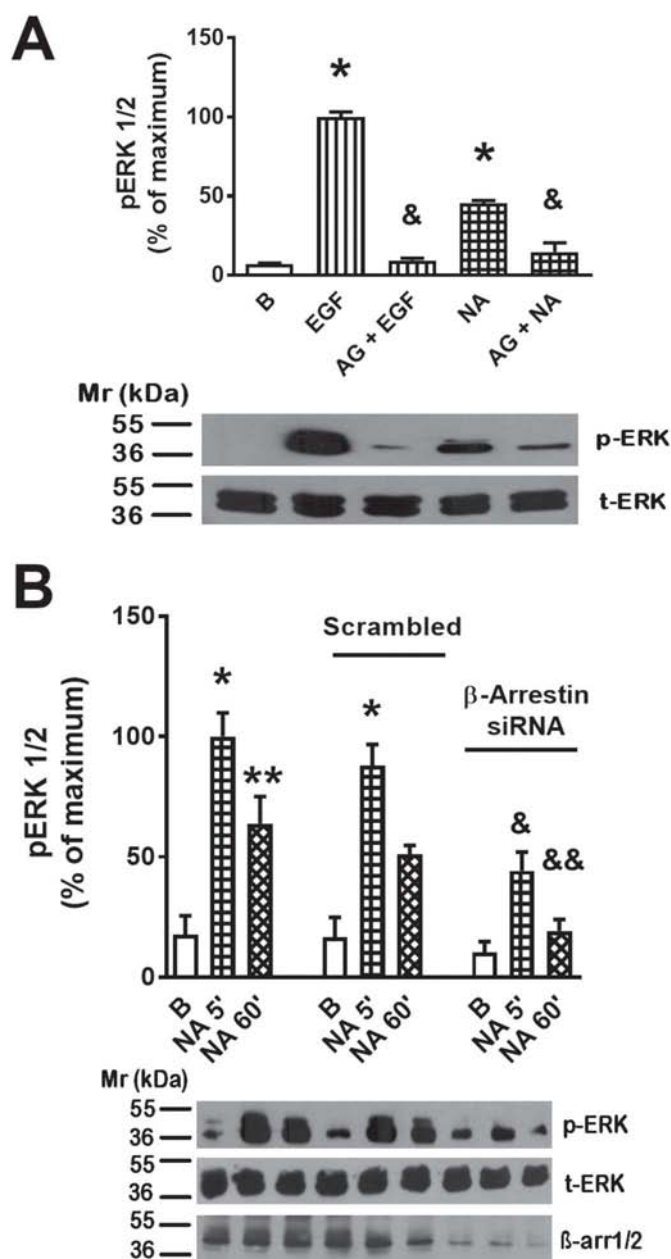 A
pERK 1/2
(% of maximum)
150
100
50
0
*
&
*
&
B
EGF
AG + EGF
NA
AG + NA
Mr (kDa)
55
36
p-ERK
55
36
t-ERK
B
pERK 1/2
(% of maximum)
150
100
50
0
Scrambled
β-Arrestin
siRNA
*
**
*
&
&&
B
NA 5'
NA 60'
B
NA 5'
NA 60'
B
NA 5'
NA 60'
Mr (kDa)
55
36
p-ERK
55
36
t-ERK
55
36
ß-arr1/2